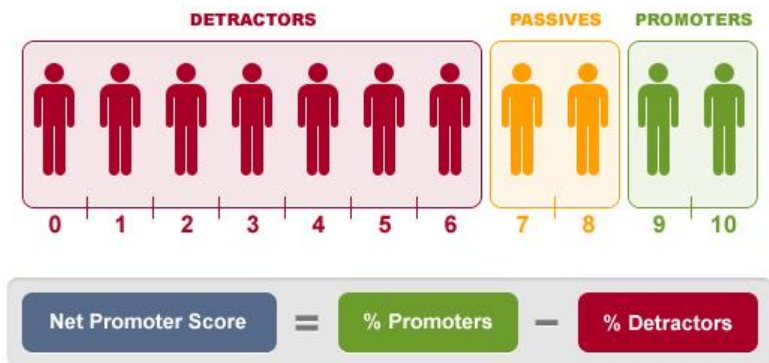 DETRACTORS PASSIVES PROMOTERS
0 1 2 3 4 5 6 7 8 9 10
Net Promoter Score = % Promoters − % Detractors